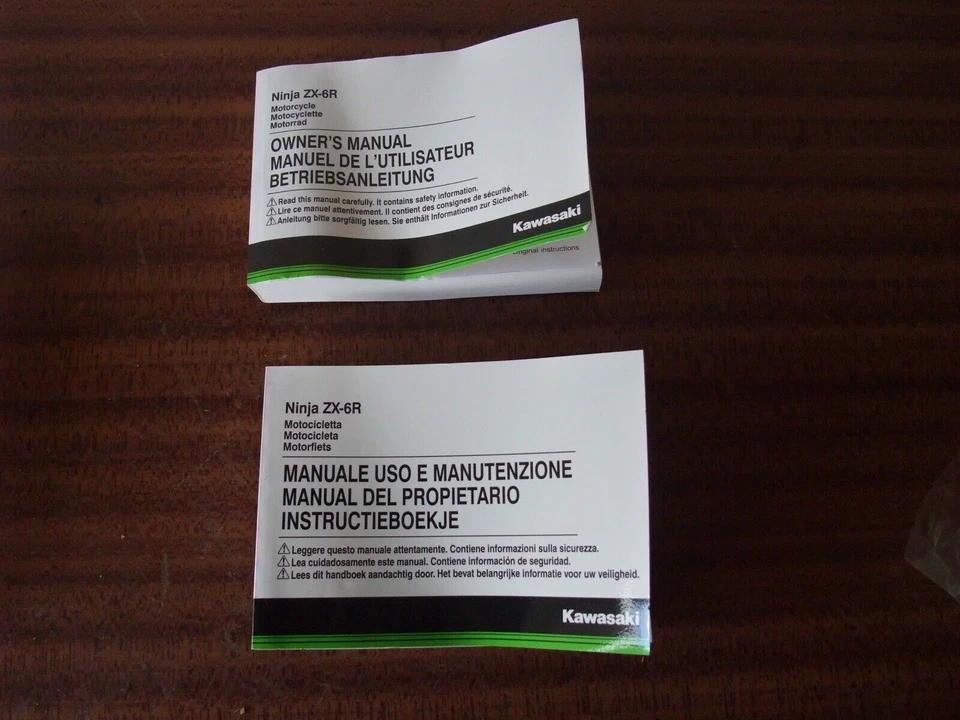 Ninja ZX-6R
Motorcycle
Motocyclette
Motorrad
OWNER'S MANUAL
MANUEL DE L'UTILISATEUR
BETRIEBSANLEITUNG
Read this manual carefully. it contains safety information.
Lire ce manuel attentivement. Il contient des consignes de sécurité.
Anleitung bitte sorgfältig lesen. Sie enthält Informationen zur Sicherheit.
Kawasaki
Original instructions
Ninja ZX-6R
Motocicletta
Motocicleta
Motorfiets
MANUALE USO E MANUTENZIONE
MANUAL DEL PROPIETARIO
INSTRUCTIEBOEKJE
Leggere questo manuale attentamente. Contiene informazioni sulla sicurezza.
Lea cuidadosamente este manual. Contiene información de seguridad.
Lees dit handboek aandachtig door. Het bevat belangrijke informatie voor uw veiligheid.
Kawasaki